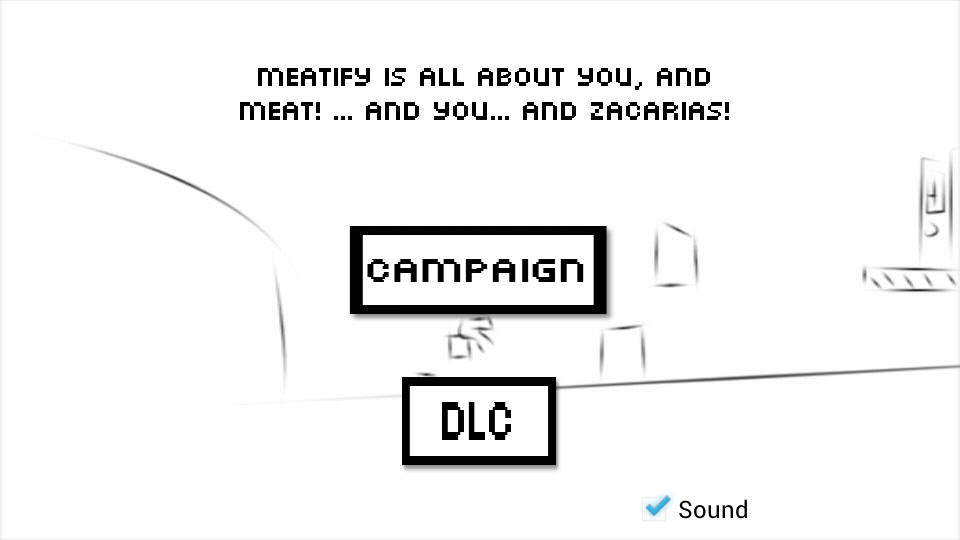 MEATIFY IS ALL ABOUT YOU, AND
MEAT! ... AND YOU... AND ZACARIAS!
CAMPAIGN
DLC
Sound